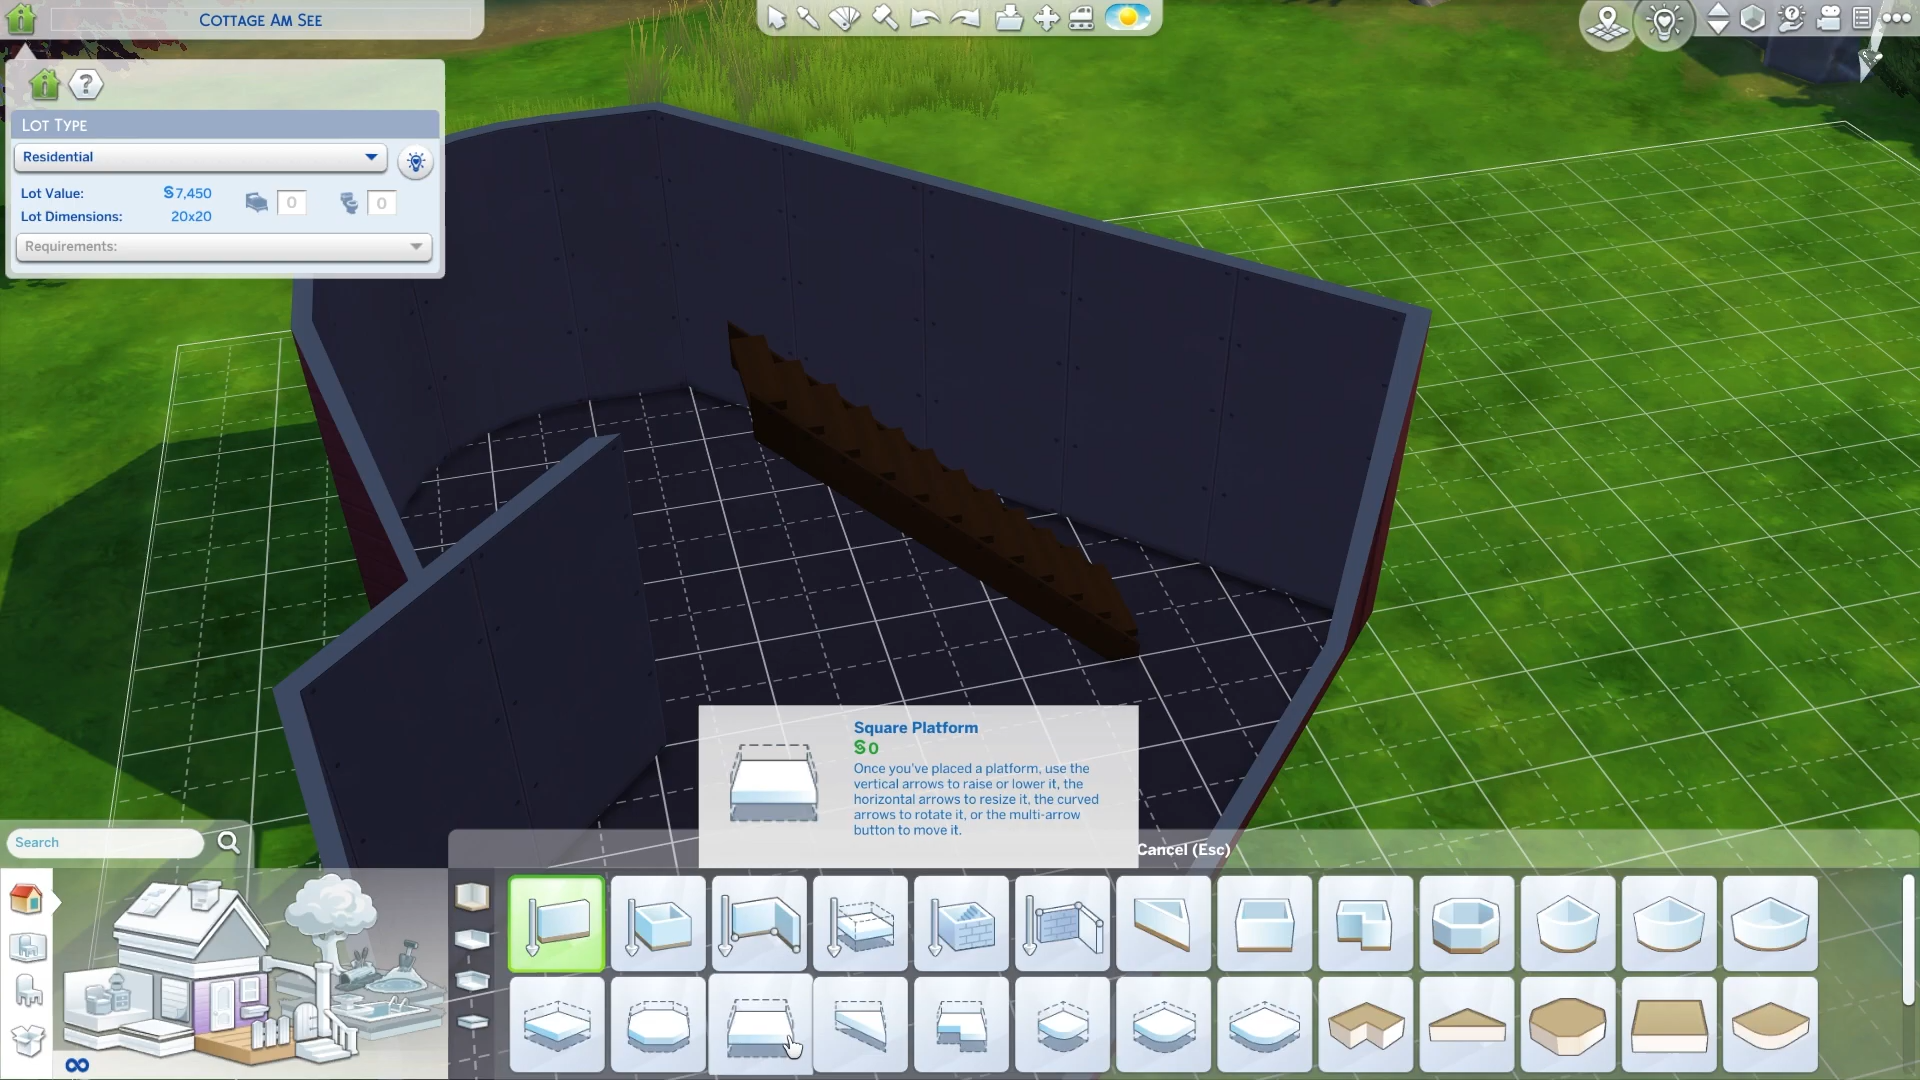 Cottage Am See
Lot Type
Residential
Lot Value: §7,450
0
0
Lot Dimensions: 20x20
Requirements:
Square Platform
§0
Once you've placed a platform, use the
vertical arrows to raise or lower it, the
horizontal arrows to resize it, the curved
arrows to rotate it, or the multi-arrow
button to move it.
Search
Cancel (Esc)